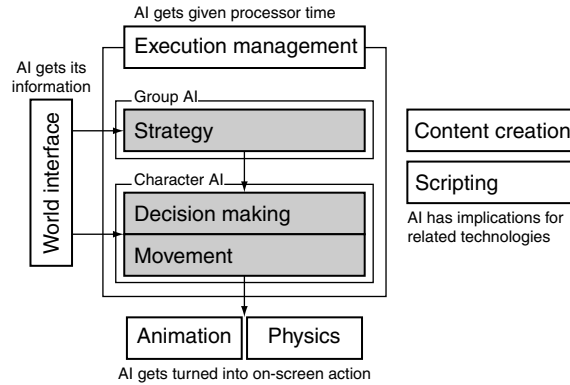 AI gets given processor time
Execution management
AI gets its
information
World interface
Group AI
Strategy
Character AI
Decision making
Movement
Animation
Physics
AI gets turned into on-screen action
Content creation
Scripting
AI has implications for
related technologies